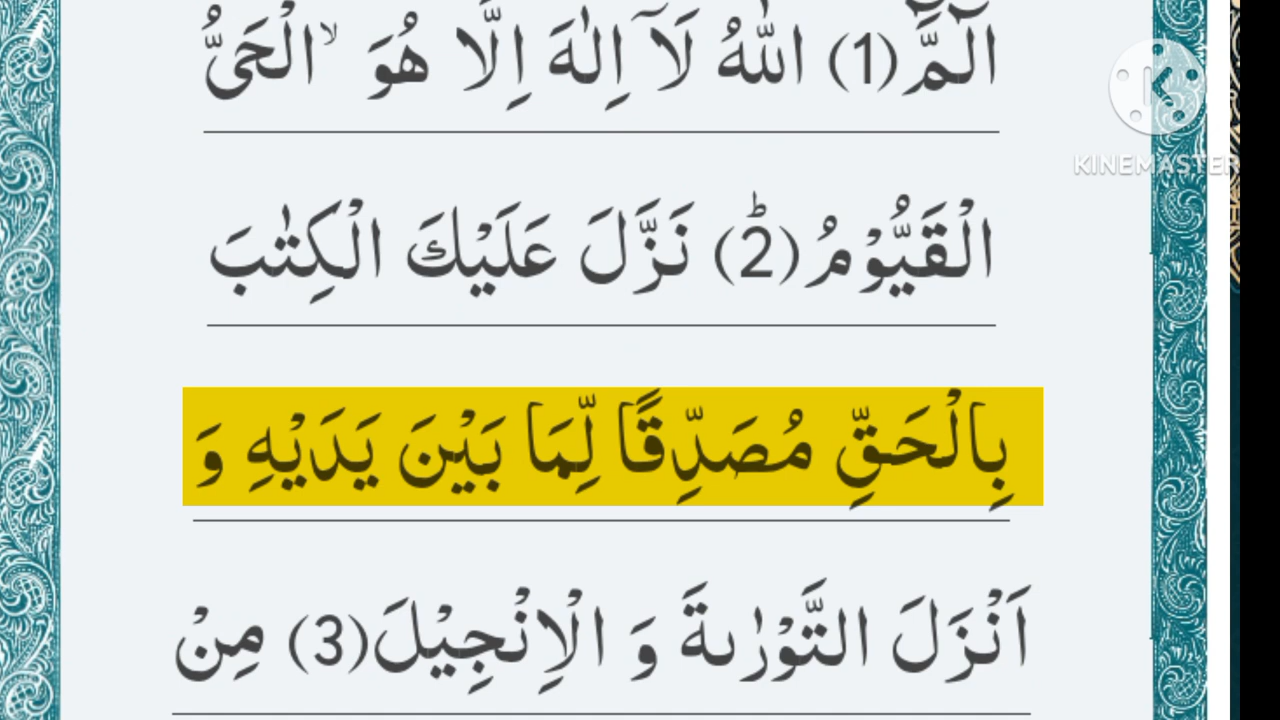 الٓمَّٓ(1) اللّٰهُ لَاۤ اِلٰهَ اِلَّا هُوَ ۙ الْحَیُّ
الْقَیُّوْمُ(2)ؕ نَزَّلَ عَلَیْكَ الْكِتٰبَ
بِالْحَقِّ مُصَدِّقًا لِّمَا بَیْنَ یَدَیْهِ وَ
اَنْزَلَ التَّوْرٰىةَ وَ الْاِنْجِیْلَ(3) مِنْ
KINEMASTER